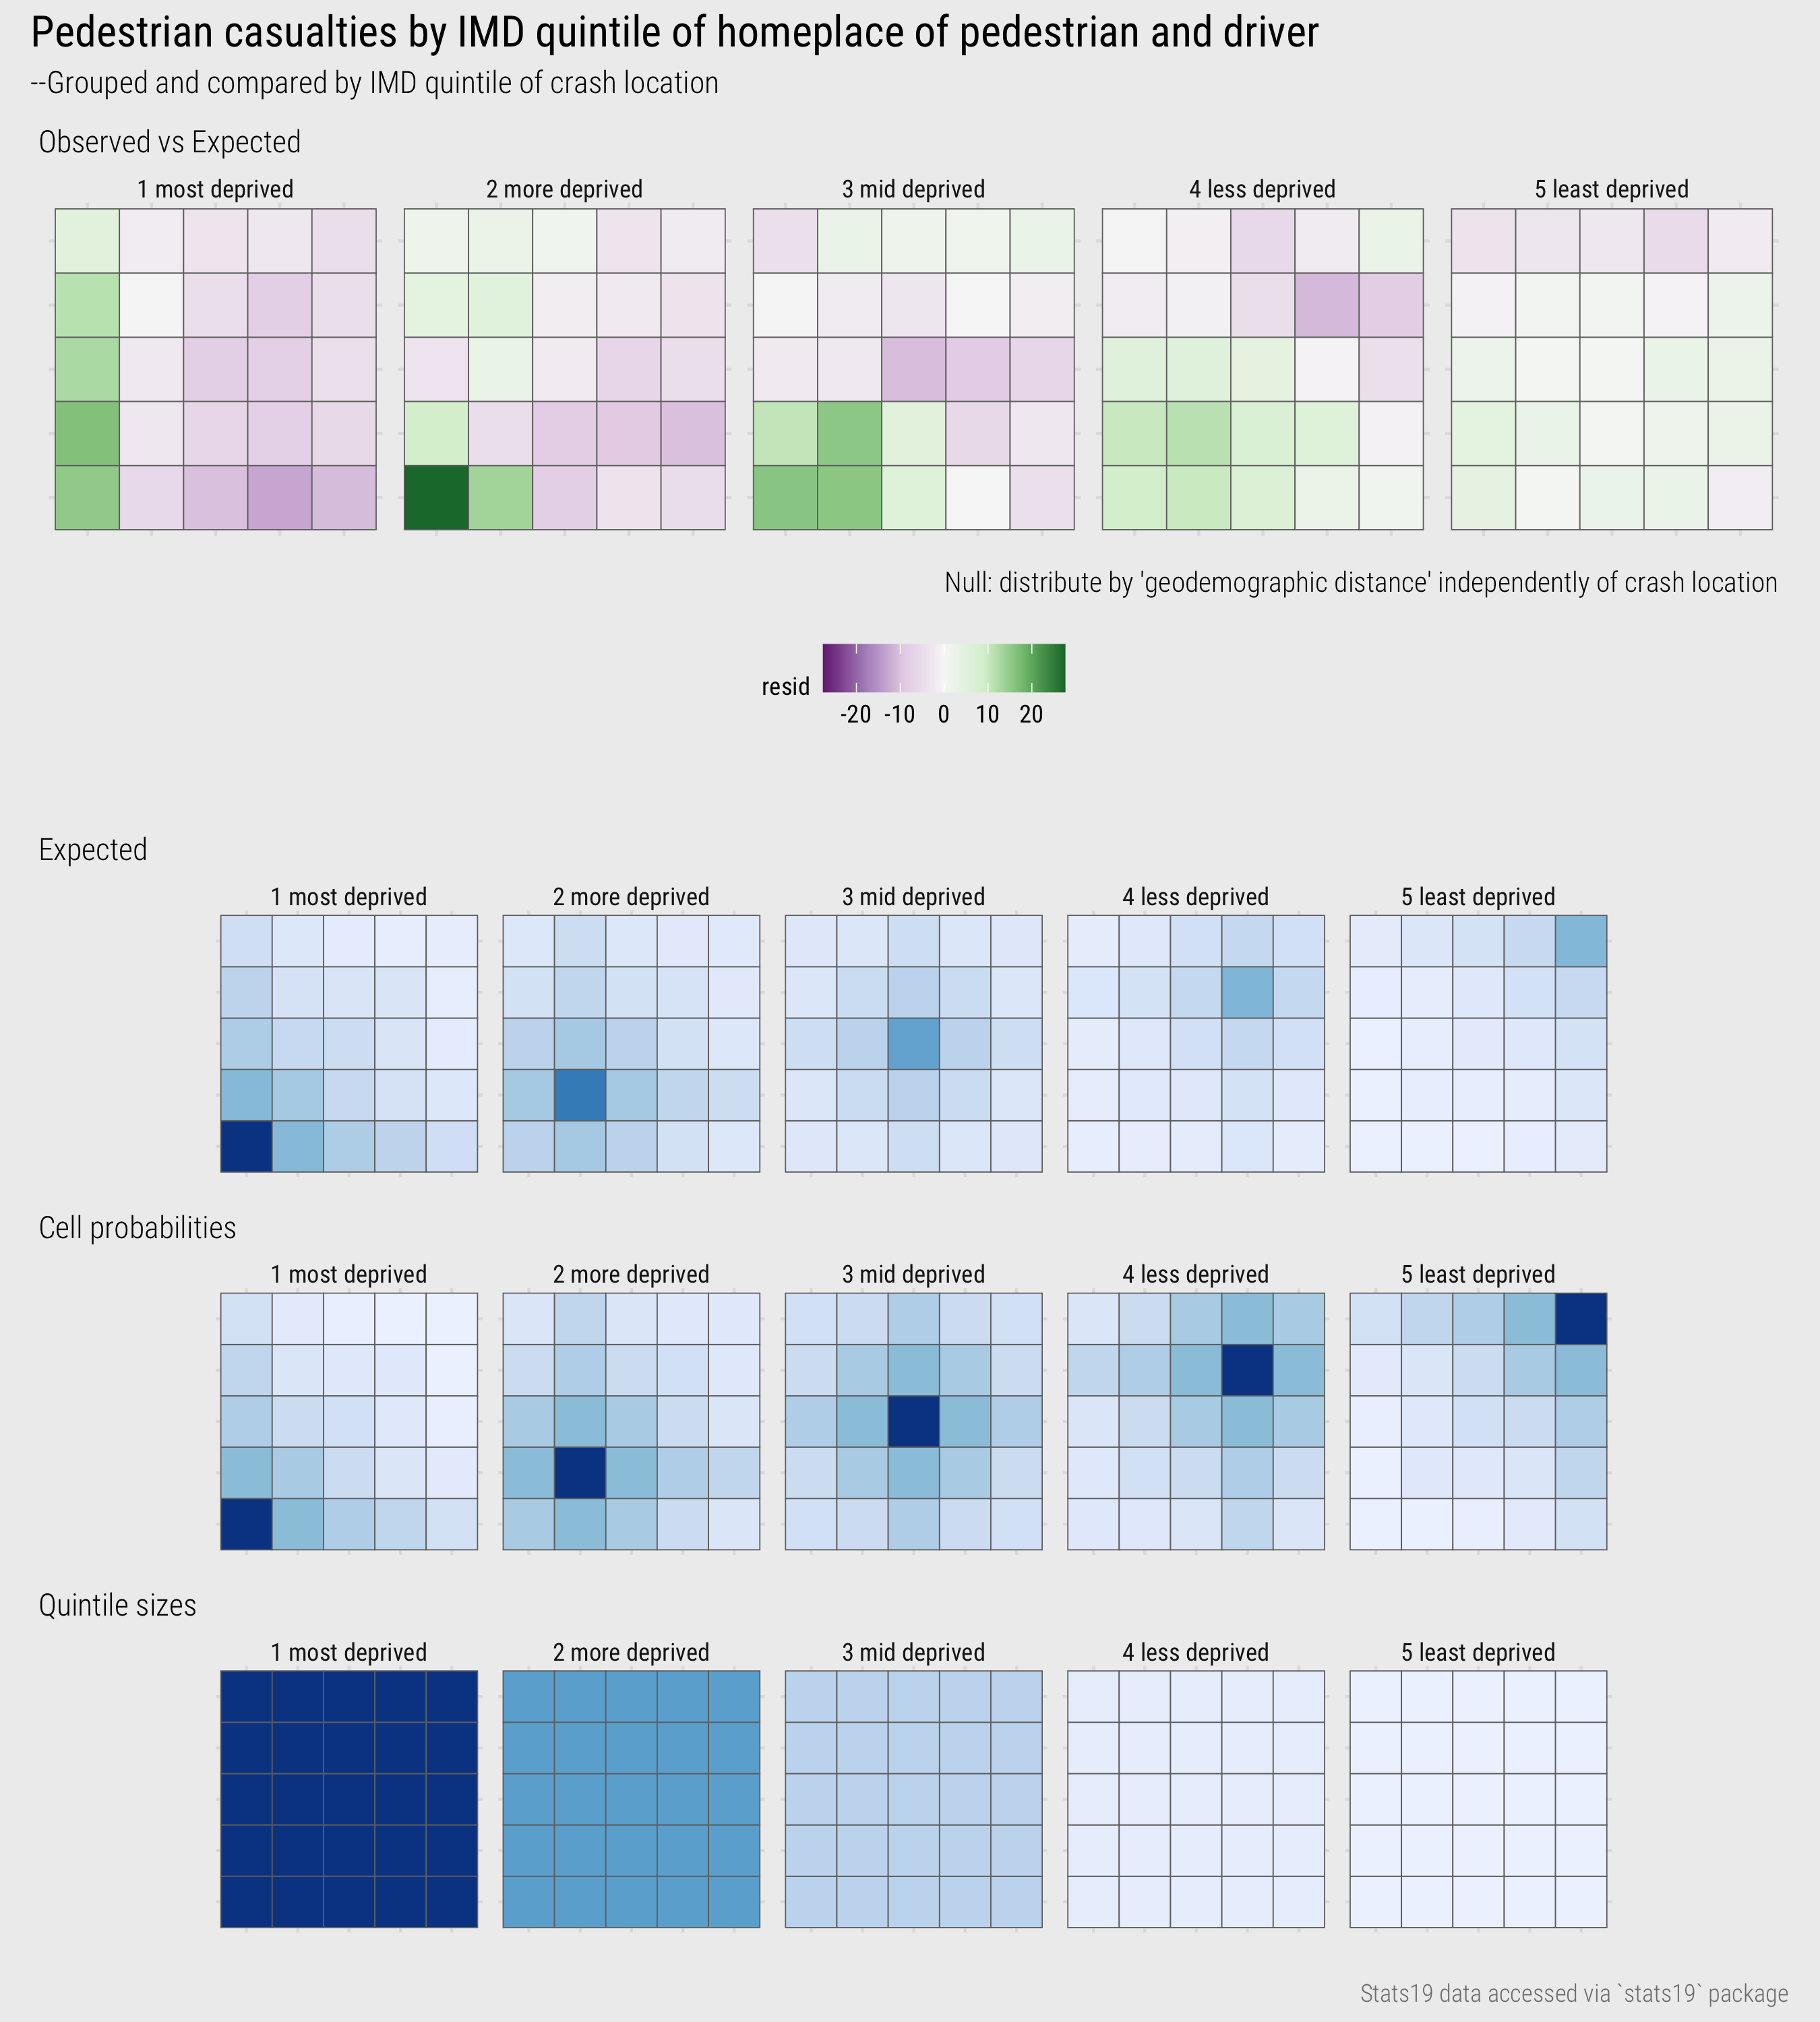 Pedestrian casualties by IMD quintile of homeplace of pedestrian and driver
--Grouped and compared by IMD quintile of crash location
Observed vs Expected
1 most deprived 2 more deprived 3 mid deprived 4 less deprived 5 least deprived
Null: distribute by 'geodemographic distance' independently of crash location
resid
-20 -10 0 10 20
Expected
1 most deprived 2 more deprived 3 mid deprived 4 less deprived 5 least deprived
Cell probabilities
1 most deprived 2 more deprived 3 mid deprived 4 less deprived 5 least deprived
Quintile sizes
1 most deprived 2 more deprived 3 mid deprived 4 less deprived 5 least deprived
Stats19 data accessed via `stats19` package